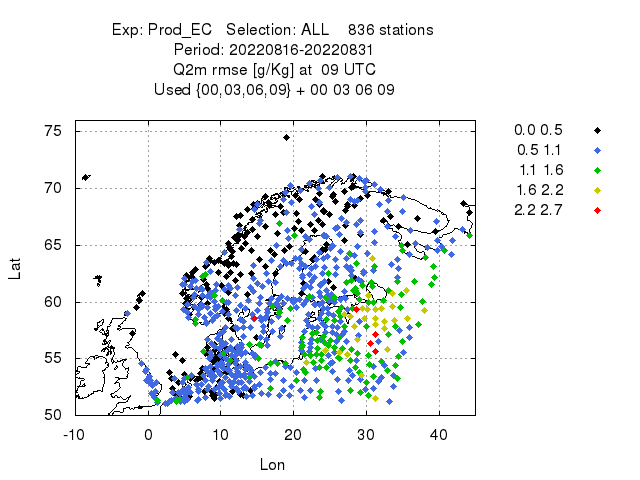 Exp: Prod_EC   Selection: ALL    836 stations
Period: 20220816-20220831
Q2m rmse [g/Kg] at  09 UTC
Used {00,03,06,09} + 00 03 06 09
0.0 0.5
0.5 1.1
1.1 1.6
1.6 2.2
2.2 2.7
75
70
65
60
55
50
Lat
-10 0 10 20 30 40
Lon